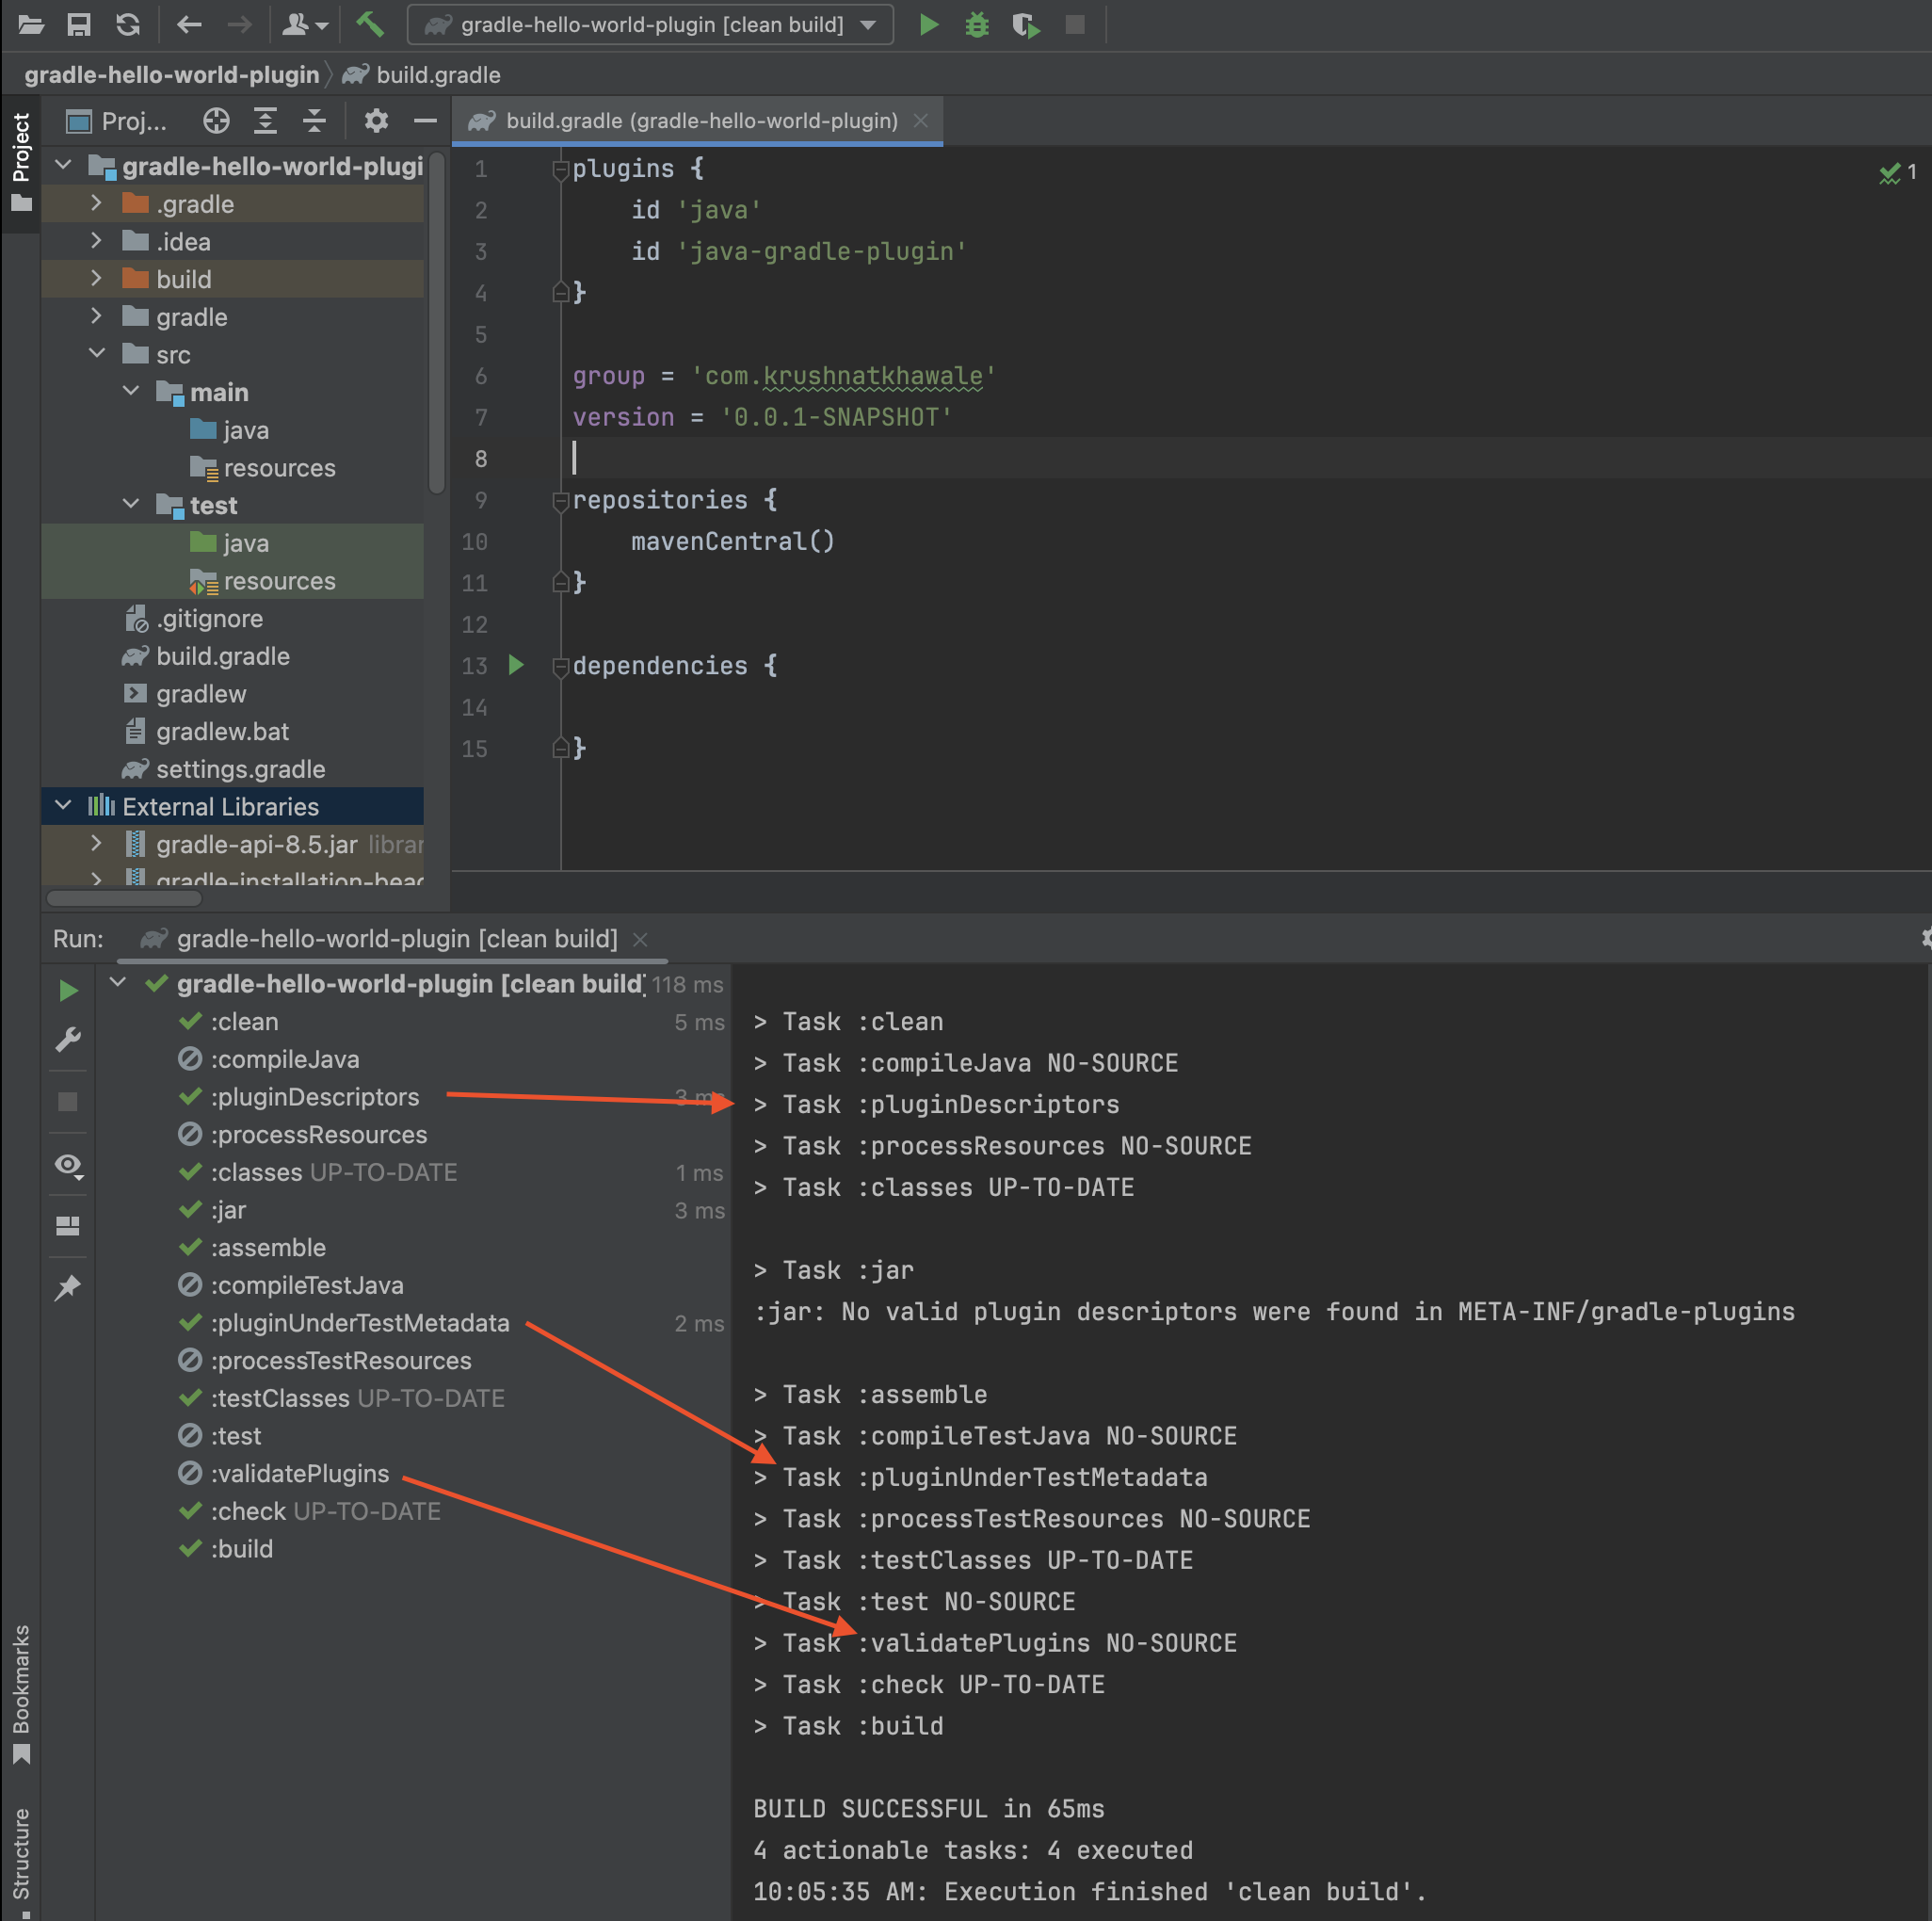 gradle-hello-world-plugin [clean build]
gradle-hello-world-plugin
build.gradle
Project
Proj...
build.gradle (gradle-hello-world-plugin)
gradle-hello-world-plugi
.gradle
.idea
build
gradle
src
main
java
resources
test
java
resources
.gitignore
build.gradle
gradlew
gradlew.bat
settings.gradle
External Libraries
gradle-api-8.5.jar librar
gradle-installation-beac
1 plugins {
2 id 'java'
3 id 'java-gradle-plugin'
4 }
5
6 group = 'com.krushnatkhawale'
7 version = '0.0.1-SNAPSHOT'
8
9 repositories {
10 mavenCentral()
11 }
12
13 dependencies {
14
15 }
1
Run:
gradle-hello-world-plugin [clean build]
gradle-hello-world-plugin [clean build] 118 ms
:clean 5 ms
:compileJava
:pluginDescriptors 3 ms
:processResources
:classes UP-TO-DATE 1 ms
:jar 3 ms
:assemble
:compileTestJava
:pluginUnderTestMetadata 2 ms
:processTestResources
:testClasses UP-TO-DATE
:test
:validatePlugins
:check UP-TO-DATE
:build
> Task :clean
> Task :compileJava NO-SOURCE
> Task :pluginDescriptors
> Task :processResources NO-SOURCE
> Task :classes UP-TO-DATE
> Task :jar
:jar: No valid plugin descriptors were found in META-INF/gradle-plugins
> Task :assemble
> Task :compileTestJava NO-SOURCE
> Task :pluginUnderTestMetadata
> Task :processTestResources NO-SOURCE
> Task :testClasses UP-TO-DATE
> Task :test NO-SOURCE
> Task :validatePlugins NO-SOURCE
> Task :check UP-TO-DATE
> Task :build
BUILD SUCCESSFUL in 65ms
4 actionable tasks: 4 executed
10:05:35 AM: Execution finished 'clean build'.
Bookmarks
Structure